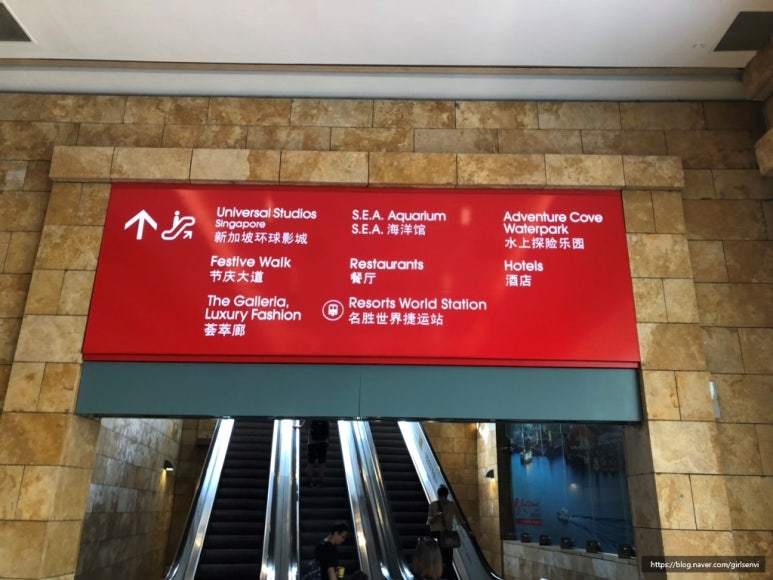 Universal Studios
Singapore
新加坡环球影城
S.E.A. Aquarium
S.E.A. 海洋馆
Adventure Cove
Waterpark
水上探险乐园
Festive Walk
节庆大道
Restaurants
餐厅
Hotels
酒店
The Galleria,
Luxury Fashion
荟萃廊
Resorts World Station
名胜世界捷运站
https://blog.naver.com/girlsenvi